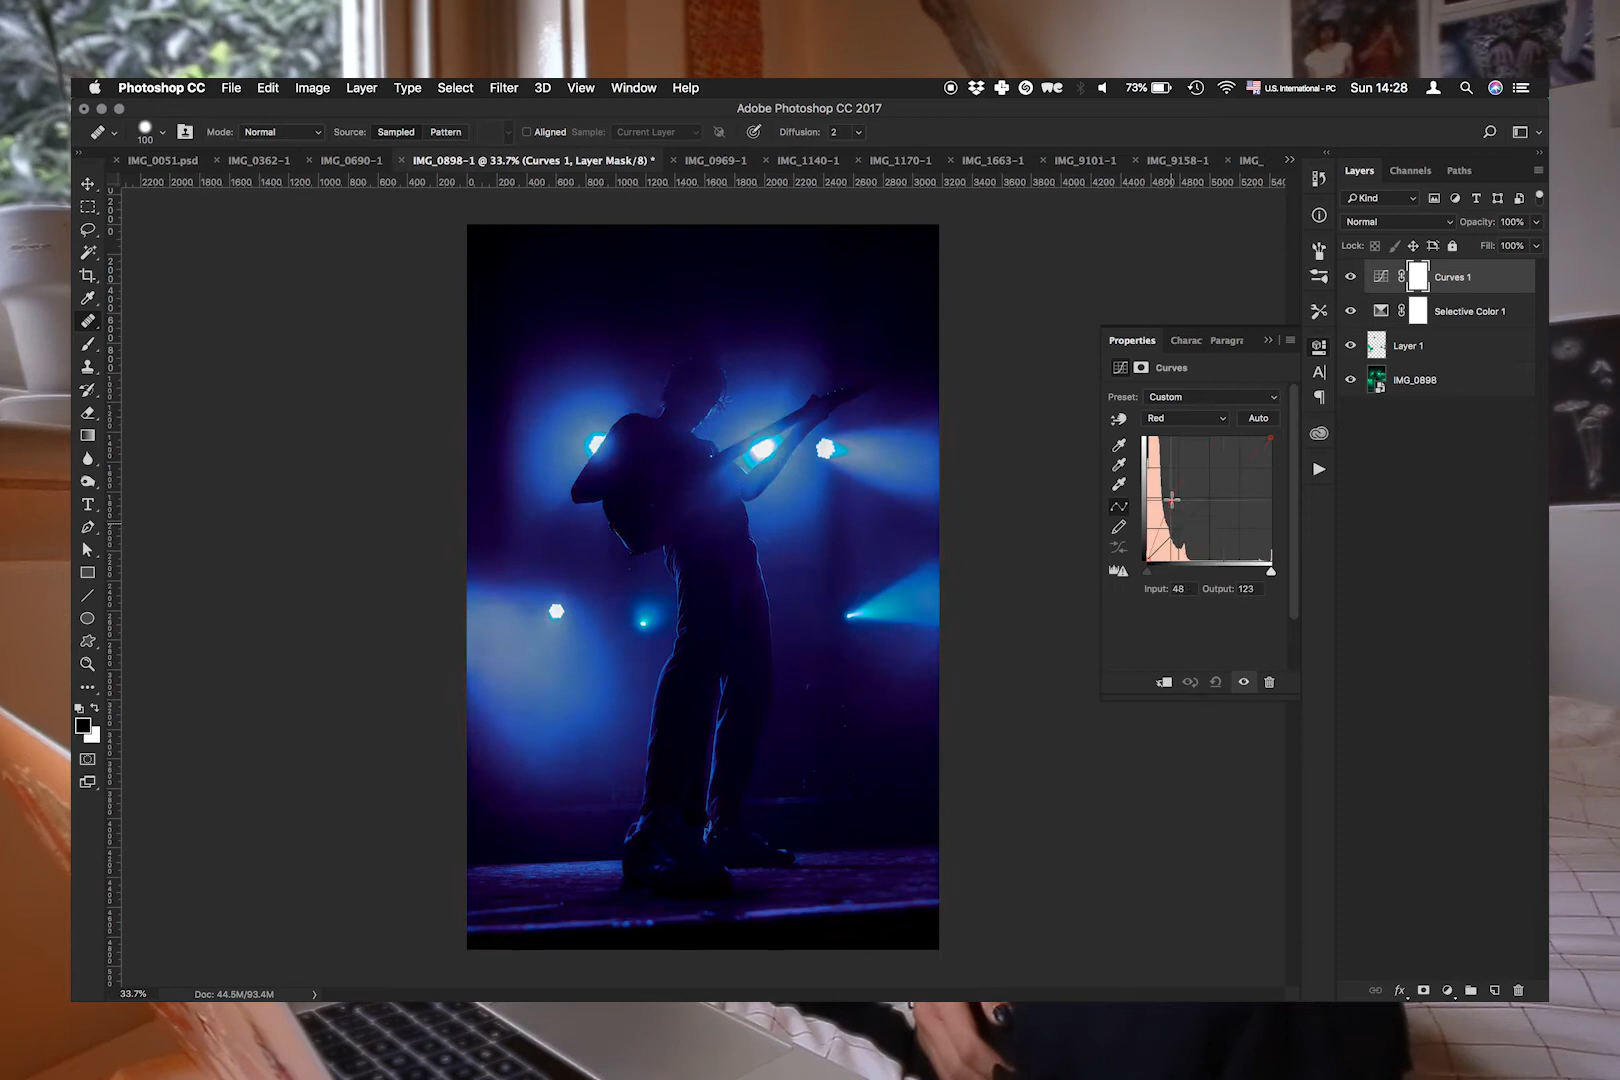 Photoshop CC File Edit Image Layer Type Select Filter 3D View Window Help 73% U.S. International - PC Sun 14:28
Adobe Photoshop CC 2017
100 Mode: Normal Source: Sampled Pattern Aligned Sample: Current Layer Diffusion: 2
IMG_0051.psd IMG_0362-1 IMG_0690-1 IMG_0898-1 @ 33.7% (Curves 1, Layer Mask/8) * IMG_0969-1 IMG_1140-1 IMG_1170-1 IMG_1663-1 IMG_9101-1 IMG_9158-1 IMG_
2200 2000 1800 1600 1400 1200 1000 800 600 400 200 0 200 400 600 800 1000 1200 1400 1600 1800 2000 2200 2400 2600 2800 3000 3200 3400 3600 3800 4000 4200 4400 4600 4800 5000 5200 540
Layers Channels Paths
Kind
Normal Opacity: 100%
Lock: Fill: 100%
Curves 1
Selective Color 1
Layer 1
IMG_0898
Properties Charac Paragra
Curves
Preset: Custom
Red Auto
Input: 48 Output: 123
33.7% Doc: 44.5M/93.4M